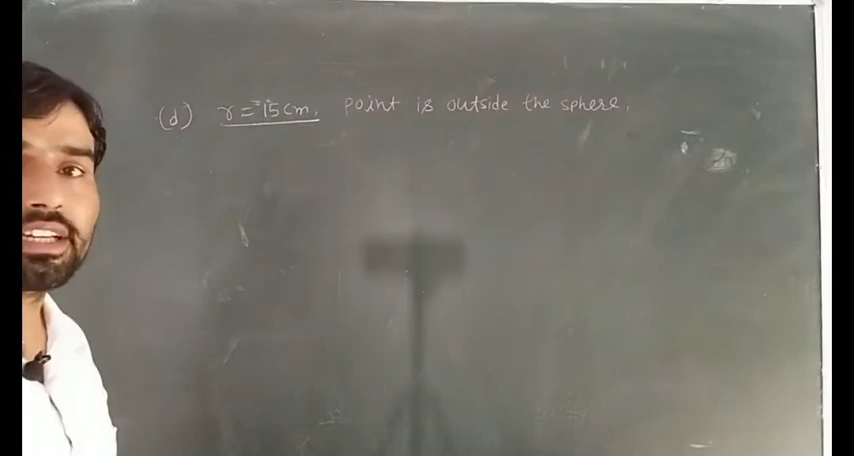 (d) r = 15 cm, point is outside the sphere,